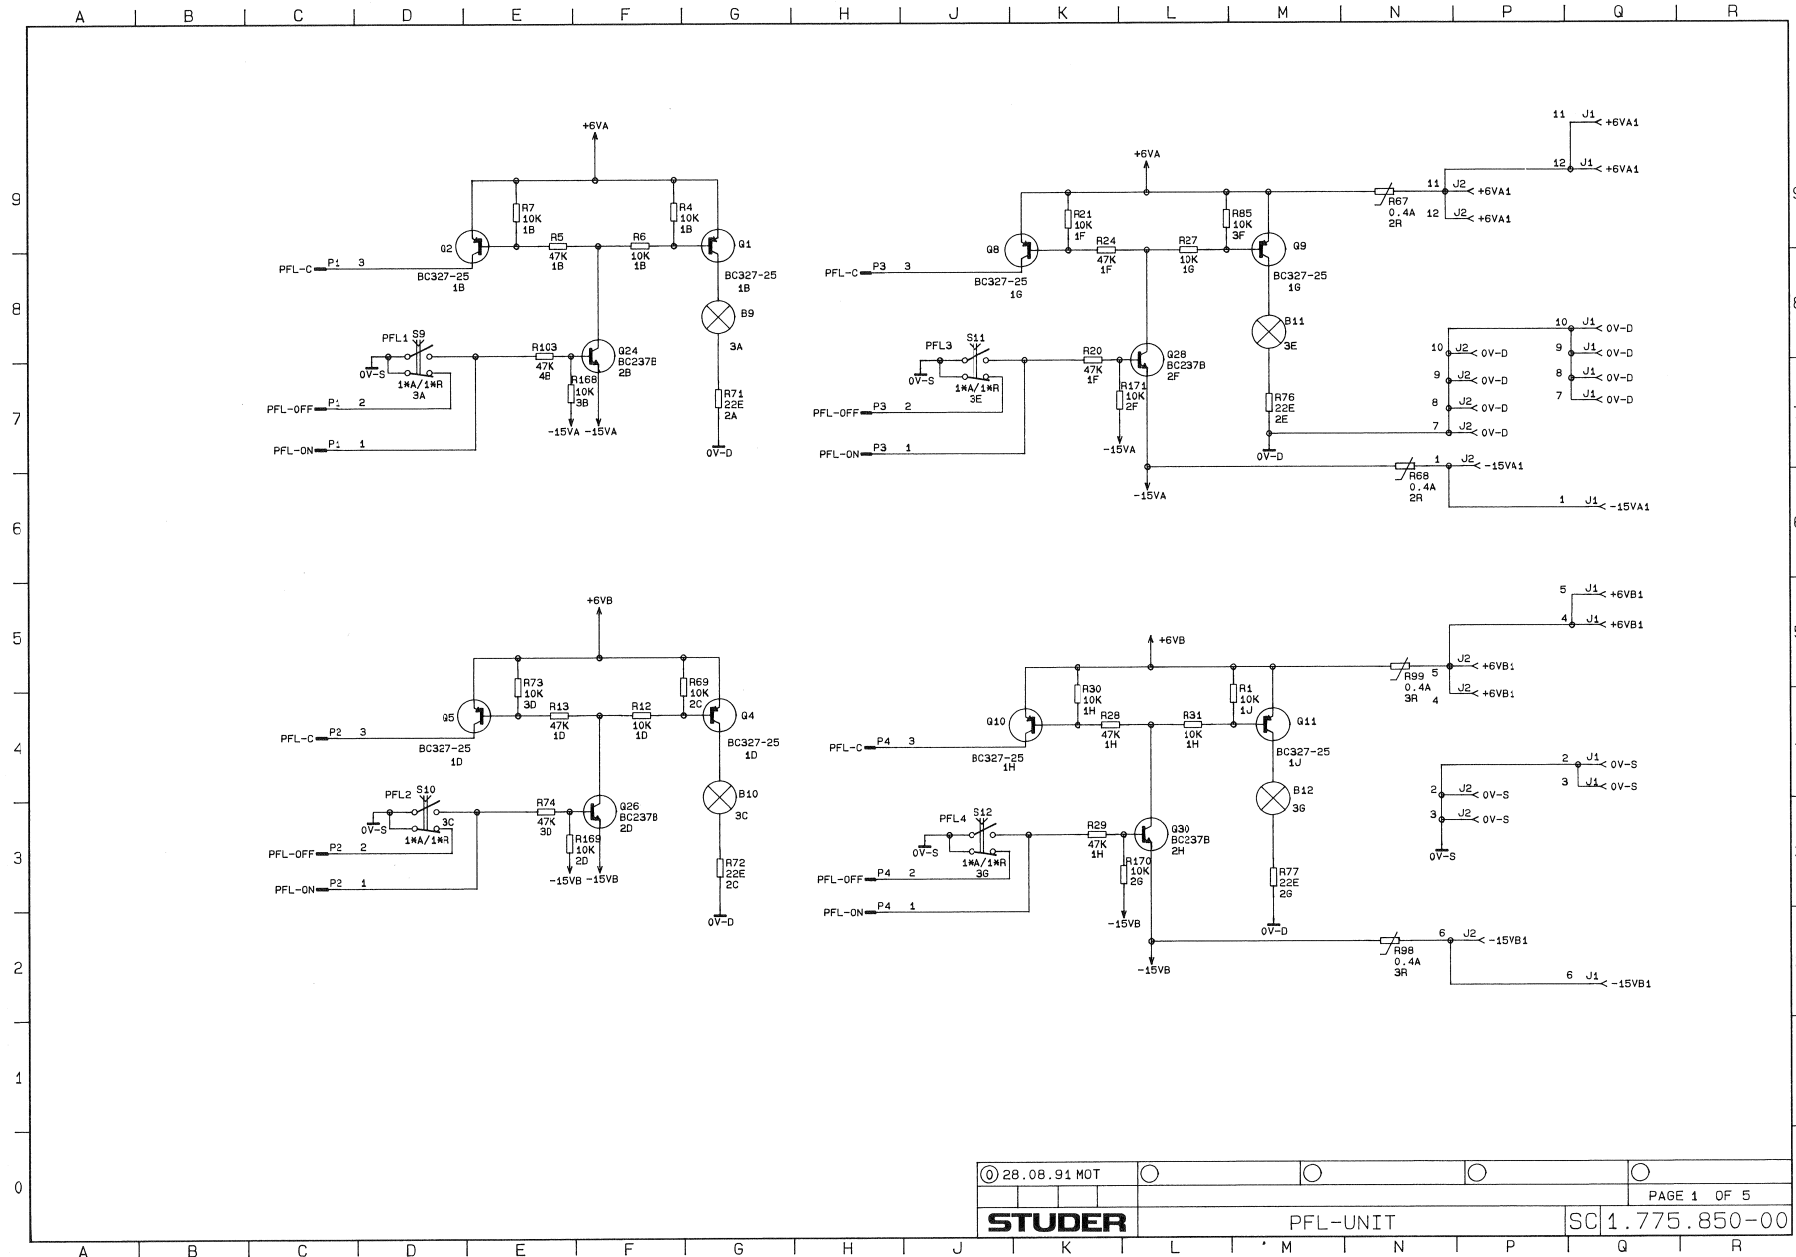 A B C D E F G H J K L M N P Q R
9
8
7
6
5
4
3
2
1
0
+6VA
R7
10K
1B
R4
10K
1B
Q2
R5
47K
1B
R6
10K
1B
Q1
BC327-25
1B
BC327-25
1B
PFL-C P1 3
B9
3A
PFL1 S9
0V-S
1*A/1*R
3A
R103
47K
4B
Q24
BC237B
2B
R168
10K
3B
R71
22E
2A
PFL-OFF P1 2
-15VA -15VA
PFL-ON P1 1
0V-D
+6VA
R21
10K
1F
R85
10K
3F
Q8
R24
47K
1F
R27
10K
1G
Q9
BC327-25
1G
BC327-25
1G
PFL-C P3 3
B11
3E
PFL3 S11
0V-S
1*A/1*R
3E
R20
47K
1F
Q28
BC237B
2F
R171
10K
2F
R76
22E
2E
PFL-OFF P3 2
PFL-ON P3 1
-15VA
-15VA
0V-D
R67
0.4A
2R
11 J1 +6VA1
12 J1 +6VA1
11 J2 +6VA1
12 J2 +6VA1
10 J1 0V-D
9 J1 0V-D
8 J1 0V-D
7 J1 0V-D
10 J2 0V-D
9 J2 0V-D
8 J2 0V-D
7 J2 0V-D
R68
0.4A
2R
1 J2 -15VA1
1 J1 -15VA1
+6VB
R73
10K
3D
R69
10K
2C
Q5
R13
47K
1D
R12
10K
1D
Q4
BC327-25
1D
BC327-25
1D
PFL-C P2 3
B10
3C
PFL2 S10
0V-S
3C
1*A/1*R
R74
47K
3D
Q26
BC237B
2D
R169
10K
2D
R72
22E
2C
PFL-OFF P2 2
-15VB -15VB
PFL-ON P2 1
0V-D
+6VB
R30
10K
1H
R1
10K
1J
Q10
R28
47K
1H
R31
10K
1H
Q11
BC327-25
1H
BC327-25
1J
PFL-C P4 3
B12
3G
PFL4 S12
0V-S
1*A/1*R
3G
R29
47K
1H
Q30
BC237B
2H
R170
10K
2G
R77
22E
2G
PFL-OFF P4 2
PFL-ON P4 1
-15VB
-15VB
0V-D
R99
0.4A
3R
5 J1 +6VB1
4 J1 +6VB1
5 J2 +6VB1
4 J2 +6VB1
2 J1 0V-S
3 J1 0V-S
2 J2 0V-S
3 J2 0V-S
0V-S
R98
0.4A
3R
6 J2 -15VB1
6 J1 -15VB1
0 28.08.91 MOT
PAGE 1 OF 5
STUDER PFL-UNIT SC 1.775.850-00
A B C D E F G H J K L M N P Q R